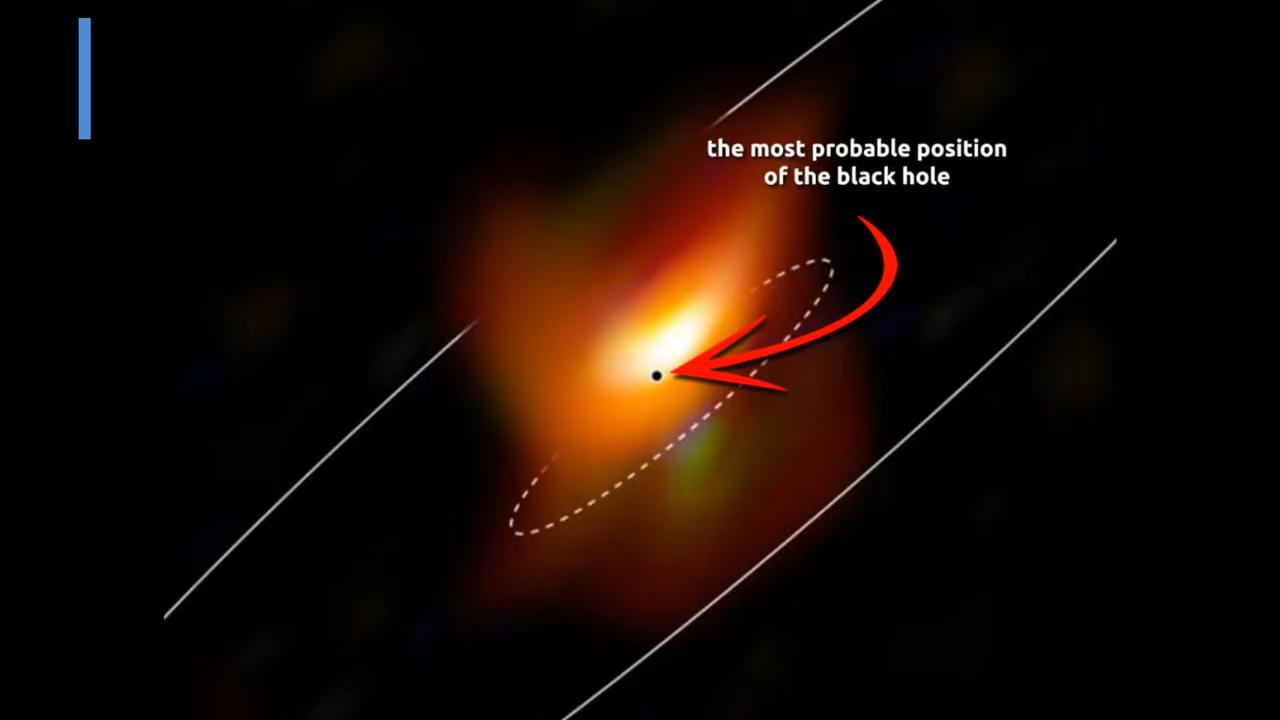 the most probable position
of the black hole